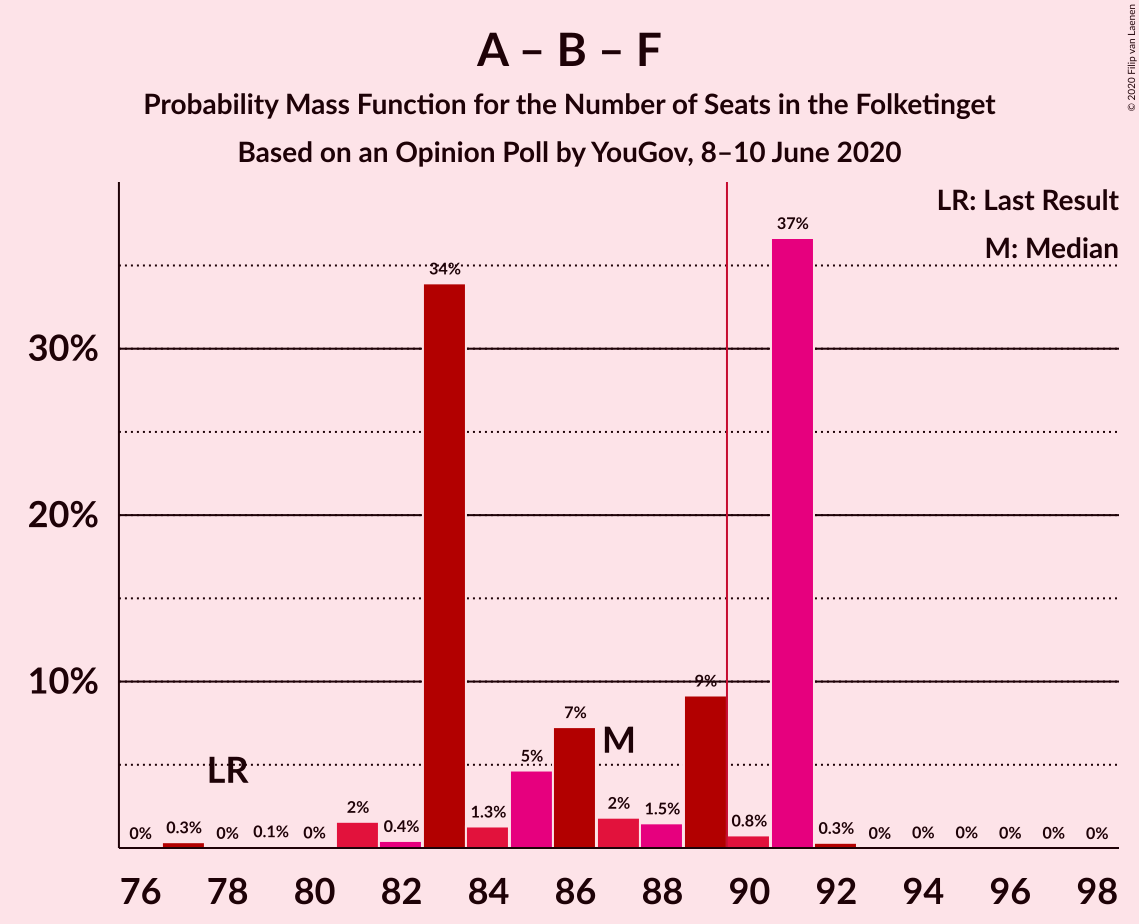 A – B – F
Probability Mass Function for the Number of Seats in the Folketinget
Based on an Opinion Poll by YouGov, 8–10 June 2020
© 2020 Filip van Laenen
LR: Last Result
M: Median
30%
20%
10%
0%
0.3%
0%
0.1%
0%
2%
0.4%
34%
1.3%
5%
7%
2%
1.5%
9%
0.8%
37%
0.3%
0%
0%
0%
0%
0%
0%
LR
M
76 78 80 82 84 86 88 90 92 94 96 98